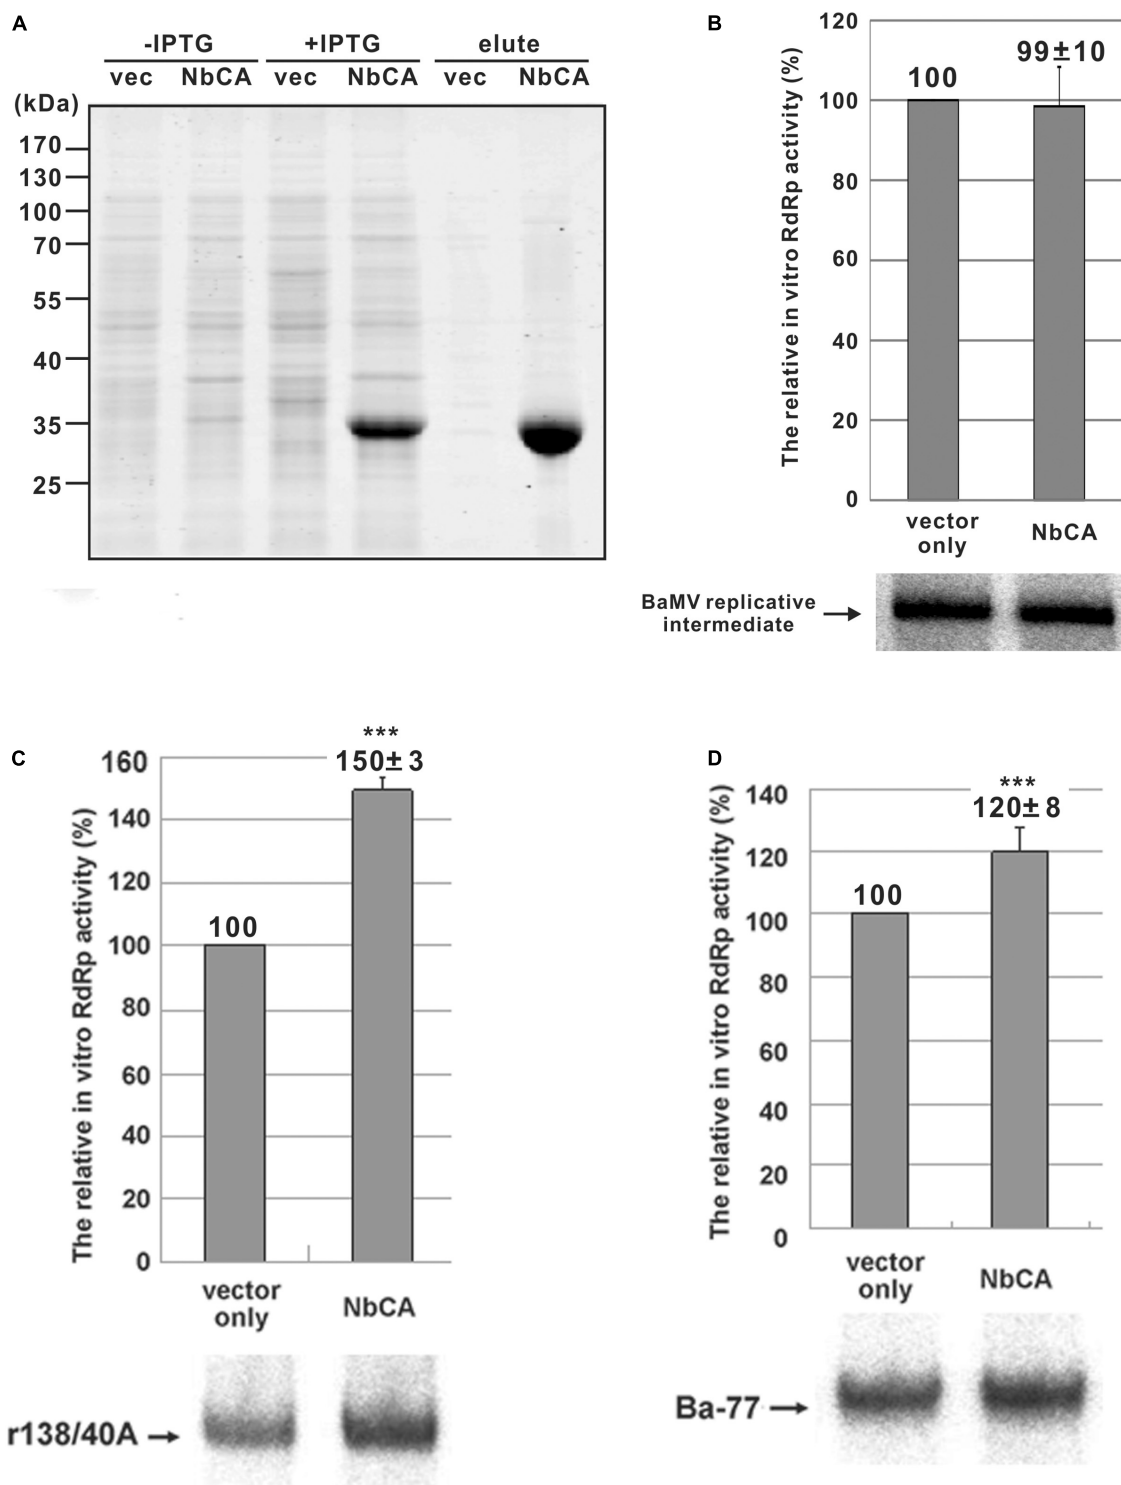 A
-IPTG +IPTG elute
vec NbCA vec NbCA vec NbCA
(kDa)
170
130
100
70
55
40
35
25
B
The relative in vitro RdRp activity (%)
120
100
80
60
40
20
0
100
99±10
vector only
NbCA
BaMV replicative
intermediate
C
The relative in vitro RdRp activity (%)
160
140
120
100
80
60
40
20
0
100
***
150±3
vector
only
NbCA
r138/40A
D
The relative in vitro RdRp activity (%)
140
120
100
80
60
40
20
0
100
***
120±8
vector
only
NbCA
Ba-77